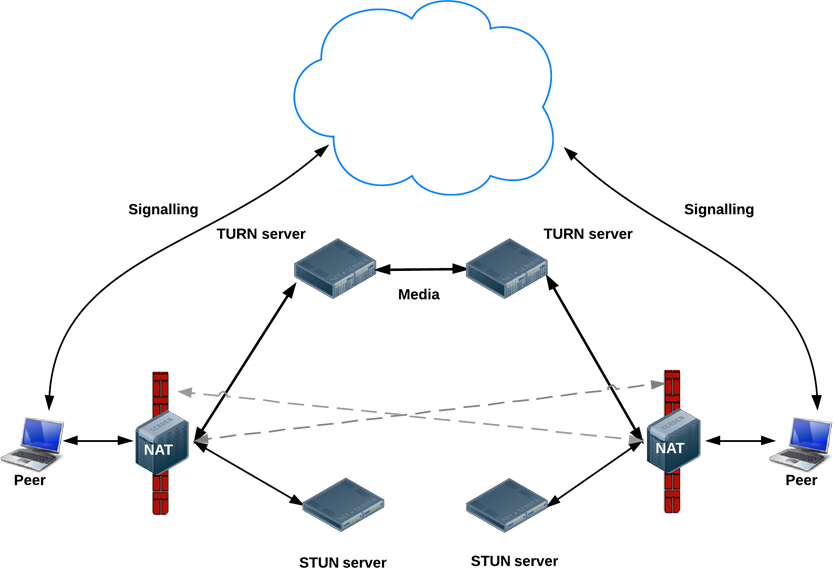 Signalling
Signalling
TURN server
TURN server
Media
NAT
NAT
Peer
Peer
STUN server
STUN server